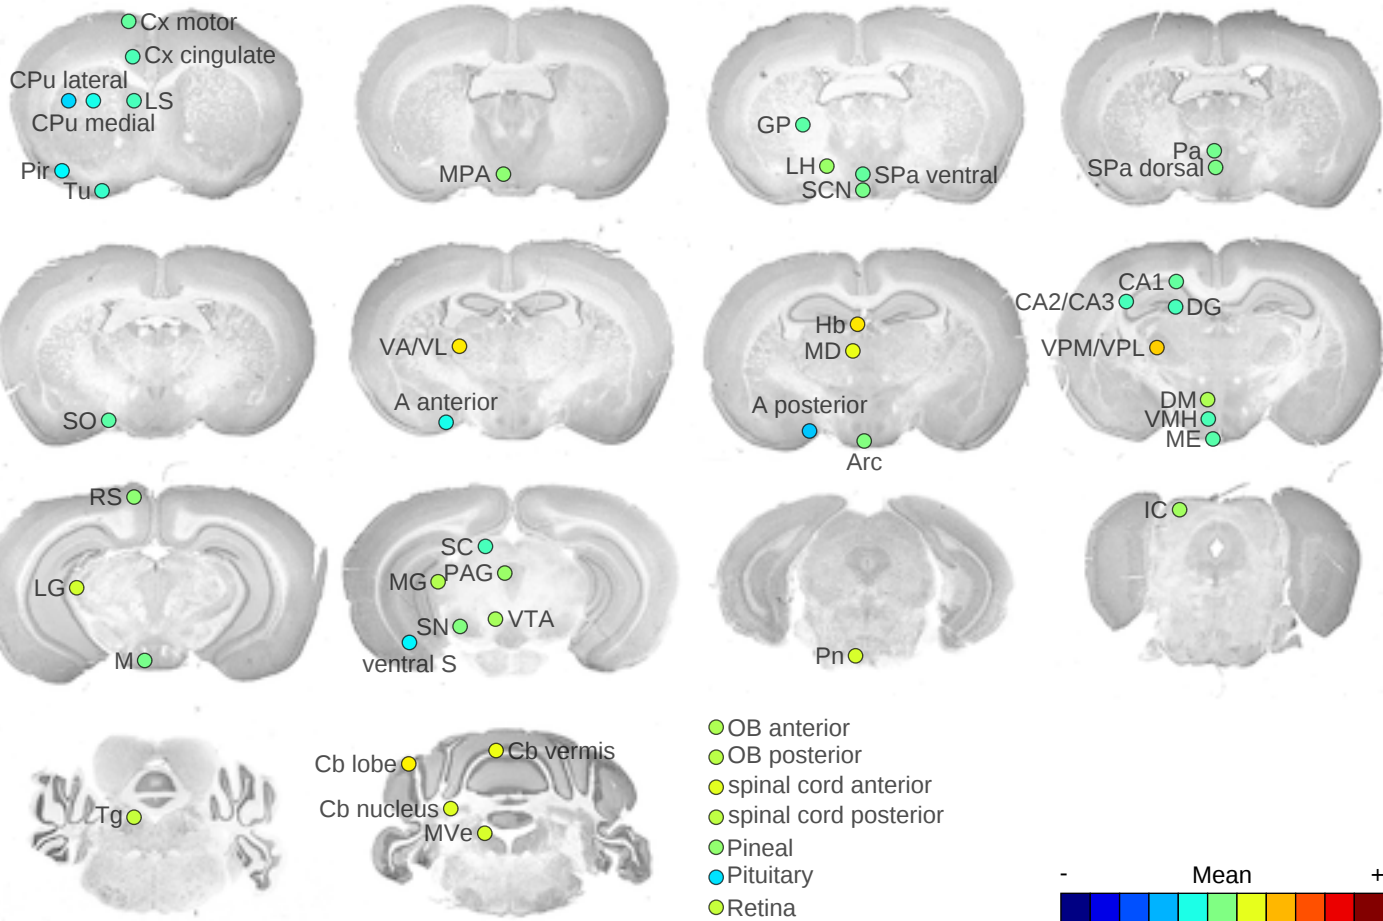 Cx motor
Cx cingulate
CPu lateral
LS
CPu medial
Pir
Tu
MPA
GP
LH
SPa ventral
SCN
Pa
SPa dorsal
SO
VA/VL
A anterior
Hb
MD
A posterior
Arc
CA1
CA2/CA3
DG
VPM/VPL
DM
VMH
ME
RS
LG
M
SC
PAG
MG
VTA
SN
ventral S
Pn
IC
Tg
Cb lobe
Cb vermis
Cb nucleus
MVe
OB anterior
OB posterior
spinal cord anterior
spinal cord posterior
Pineal
Pituitary
Retina
- Mean +